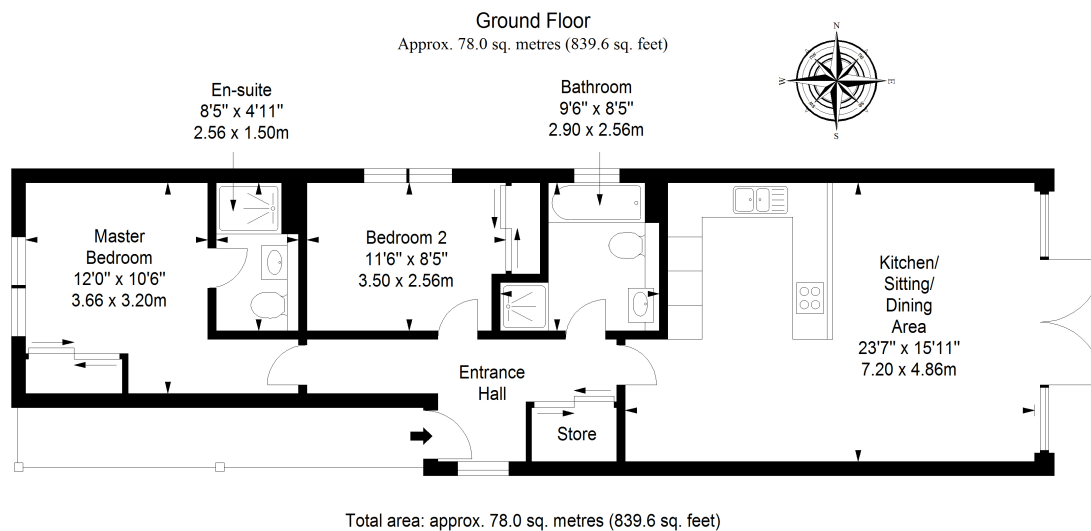 Ground Floor
Approx. 78.0 sq. metres (839.6 sq. feet)
N
W
E
S
En-suite
8'5" x 4'11"
2.56 x 1.50m
Bathroom
9'6" x 8'5"
2.90 x 2.56m
Master
Bedroom
12'0" x 10'6"
3.66 x 3.20m
Bedroom 2
11'6" x 8'5"
3.50 x 2.56m
Kitchen/
Sitting/
Dining
Area
23'7" x 15'11"
7.20 x 4.86m
Entrance
Hall
Store
Total area: approx. 78.0 sq. metres (839.6 sq. feet)